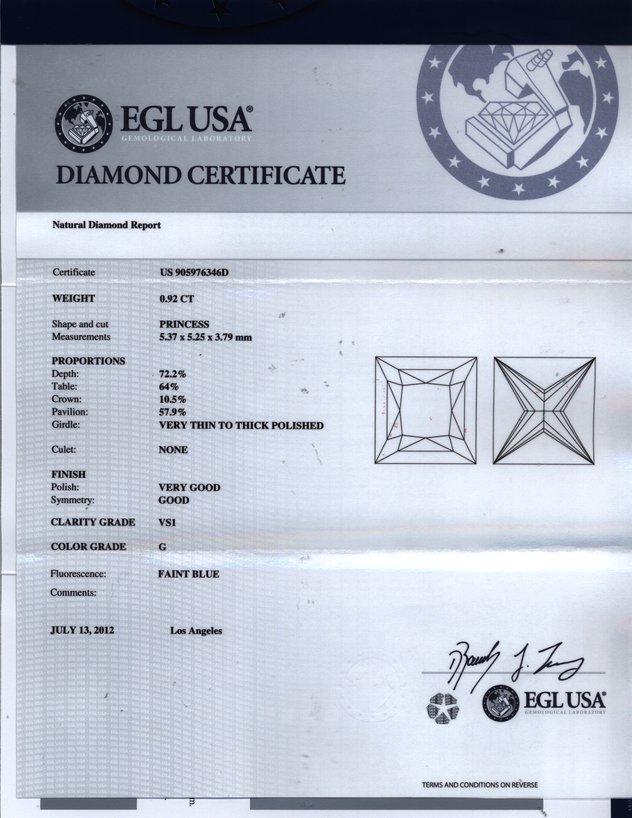 EGL USA®
GEMOLOGICAL LABORATORY
DIAMOND CERTIFICATE
Natural Diamond Report
Certificate US 905976346D
WEIGHT 0.92 CT
Shape and cut PRINCESS
Measurements 5.37 x 5.25 x 3.79 mm
PROPORTIONS
Depth: 72.2%
Table: 64%
Crown: 10.5%
Pavilion: 57.9%
Girdle: VERY THIN TO THICK POLISHED
Culet: NONE
FINISH
Polish: VERY GOOD
Symmetry: GOOD
CLARITY GRADE VS1
COLOR GRADE G
Fluorescence: FAINT BLUE
Comments:
JULY 13, 2012 Los Angeles
EGL USA®
GEMOLOGICAL LABORATORY
TERMS AND CONDITIONS ON REVERSE